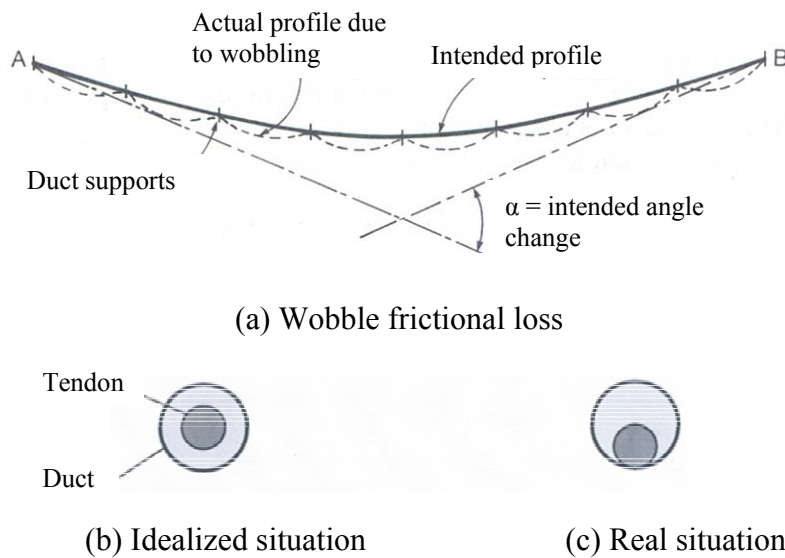 Actual profile due
to wobbling
Intended profile
A
B
Duct supports
α = intended angle
change
(a) Wobble frictional loss
Tendon
Duct
(b) Idealized situation
(c) Real situation